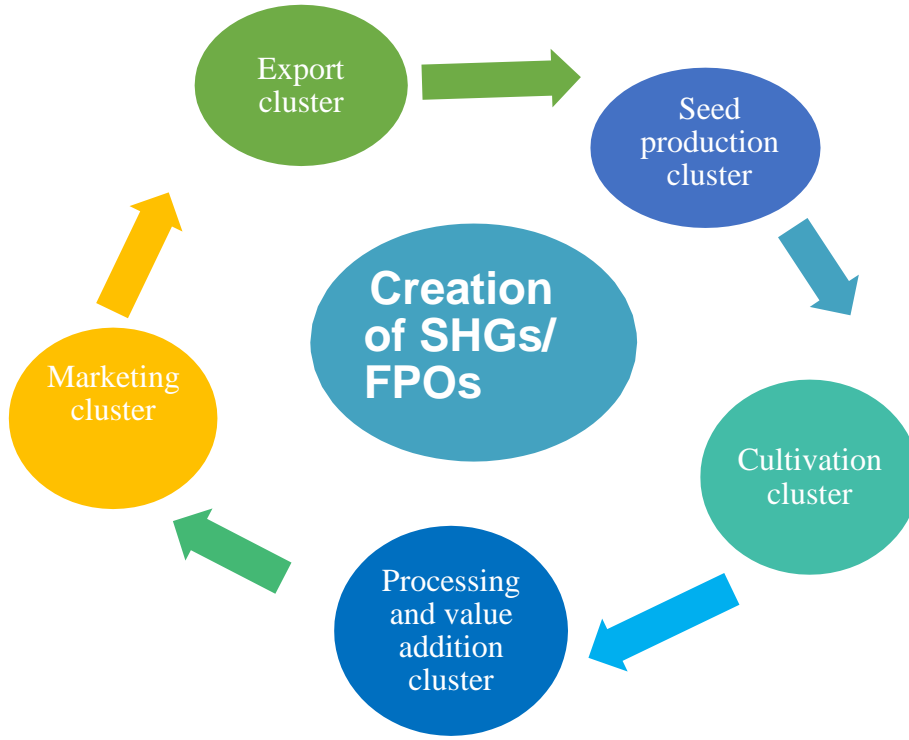 Export
cluster
Seed
production
cluster
Creation
of SHGs/
FPOs
Marketing
cluster
Cultivation
cluster
Processing
and value
addition
cluster